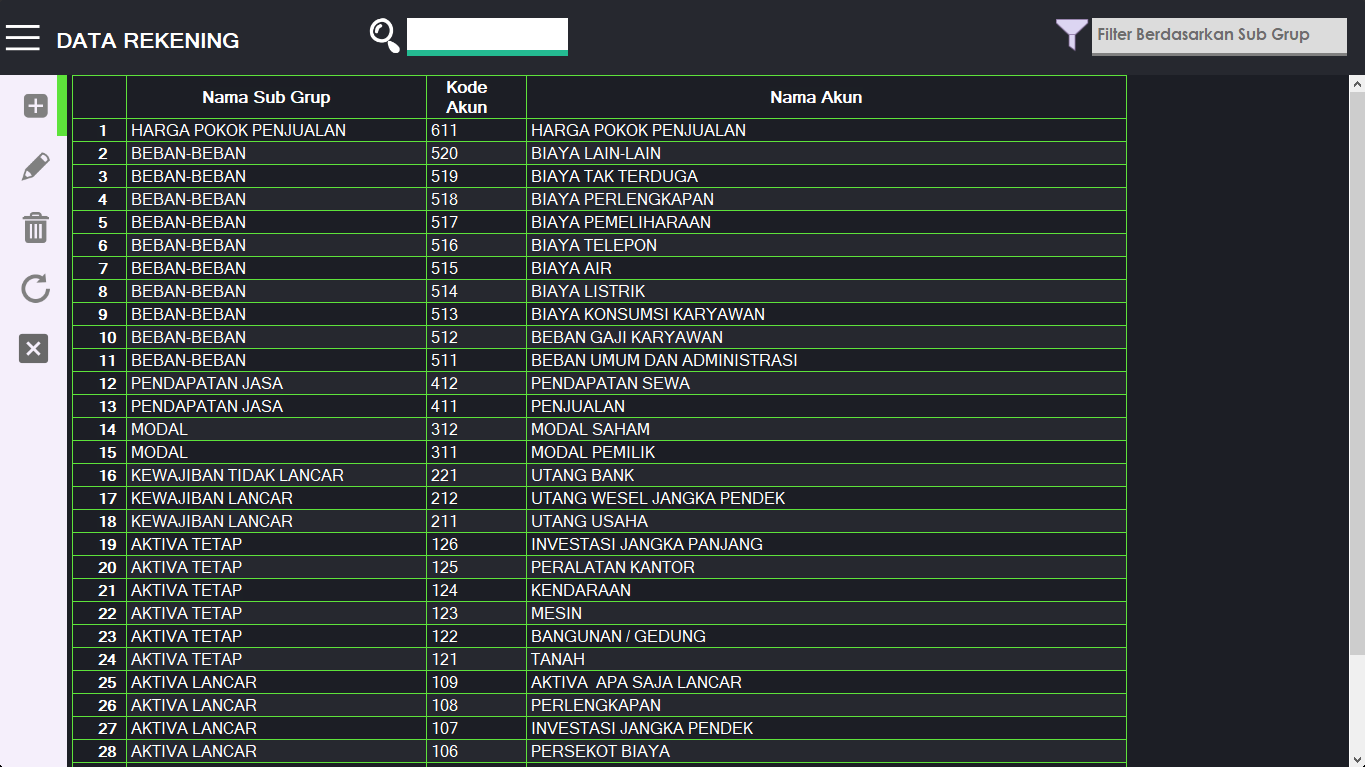 DATA REKENING
Filter Berdasarkan Sub Grup
Nama Sub Grup Kode Akun Nama Akun
1 HARGA POKOK PENJUALAN 611 HARGA POKOK PENJUALAN
2 BEBAN-BEBAN 520 BIAYA LAIN-LAIN
3 BEBAN-BEBAN 519 BIAYA TAK TERDUGA
4 BEBAN-BEBAN 518 BIAYA PERLENGKAPAN
5 BEBAN-BEBAN 517 BIAYA PEMELIHARAAN
6 BEBAN-BEBAN 516 BIAYA TELEPON
7 BEBAN-BEBAN 515 BIAYA AIR
8 BEBAN-BEBAN 514 BIAYA LISTRIK
9 BEBAN-BEBAN 513 BIAYA KONSUMSI KARYAWAN
10 BEBAN-BEBAN 512 BEBAN GAJI KARYAWAN
11 BEBAN-BEBAN 511 BEBAN UMUM DAN ADMINISTRASI
12 PENDAPATAN JASA 412 PENDAPATAN SEWA
13 PENDAPATAN JASA 411 PENJUALAN
14 MODAL 312 MODAL SAHAM
15 MODAL 311 MODAL PEMILIK
16 KEWAJIBAN TIDAK LANCAR 221 UTANG BANK
17 KEWAJIBAN LANCAR 212 UTANG WESEL JANGKA PENDEK
18 KEWAJIBAN LANCAR 211 UTANG USAHA
19 AKTIVA TETAP 126 INVESTASI JANGKA PANJANG
20 AKTIVA TETAP 125 PERALATAN KANTOR
21 AKTIVA TETAP 124 KENDARAAN
22 AKTIVA TETAP 123 MESIN
23 AKTIVA TETAP 122 BANGUNAN / GEDUNG
24 AKTIVA TETAP 121 TANAH
25 AKTIVA LANCAR 109 AKTIVA  APA SAJA LANCAR
26 AKTIVA LANCAR 108 PERLENGKAPAN
27 AKTIVA LANCAR 107 INVESTASI JANGKA PENDEK
28 AKTIVA LANCAR 106 PERSEKOT BIAYA